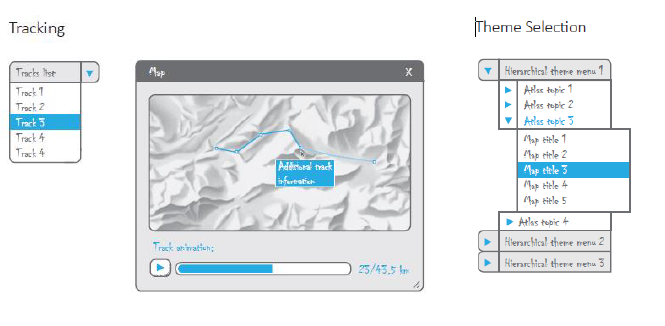 Tracking
Theme Selection
Tracks list
Track 1
Track 2
Track 3
Track 4
Track 4
Map
X
Additional track
information
Track animation:
23/43,5 km
Hierarchical theme menu 1
Atlas topic 1
Atlas topic 2
Atlas topic 3
Map title 1
Map title 2
Map title 3
Map title 4
Map title 5
Atlas topic 4
Hierarchical theme menu 2
Hierarchical theme menu 3